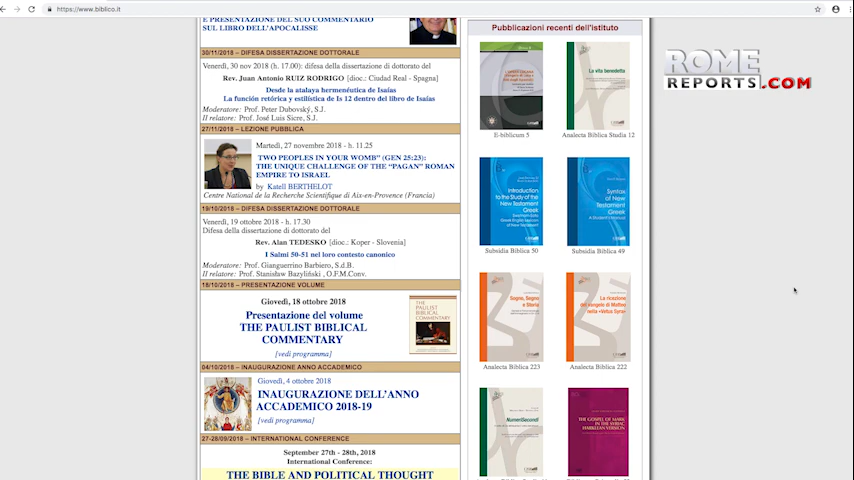 https://www.biblico.it
E PRESENTAZIONE DEL SUO COMMENTARIO
SUL LIBRO DELL'APOCALISSE
30/11/2018 – DIFESA DISSERTAZIONE DOTTORALE
Venerdì, 30 nov 2018 (h. 17.00): difesa della dissertazione di dottorato del
Rev. Juan Antonio RUIZ RODRIGO [dioc.: Ciudad Real - Spagna]
Desde la atalaya hermenéutica de Isaías
La función retórica y estilística de Is 12 dentro del libro de Isaías
Moderatore: Prof. Peter Dubovský, S.J.
II relatore: Prof. José Luis Sicre, S.J.
27/11/2018 – LEZIONE PUBBLICA
Martedì, 27 novembre 2018 - h. 11.25
TWO PEOPLES IN YOUR WOMB" (GEN 25:23):
THE UNIQUE CHALLENGE OF THE "PAGAN" ROMAN
EMPIRE TO ISRAEL
by Katell BERTHELOT
Centre National de la Recherche Scientifique di Aix-en-Provence (Francia)
19/10/2018 – DIFESA DISSERTAZIONE DOTTORALE
Venerdì, 19 ottobre 2018 - h. 17.30
Difesa della dissertazione di dottorato del
Rev. Alan TEDESKO [dioc.: Koper - Slovenia]
I Salmi 50-51 nel loro contesto canonico
Moderatore: Prof. Gianguerrino Barbiero, S.d.B.
II relatore: Prof. Stanisław Bazyliński , O.F.M.Conv.
18/10/2018 – PRESENTAZIONE VOLUME
Giovedì, 18 ottobre 2018
Presentazione del volume
THE PAULIST BIBLICAL
COMMENTARY
[vedi programma]
THE
PAULIST
BIBLICAL
COMMENTARY
04/10/2018 – INAUGURAZIONE ANNO ACCADEMICO
Giovedì, 4 ottobre 2018
INAUGURAZIONE DELL'ANNO
ACCADEMICO 2018-19
[vedi programma]
27-28/09/2018 – INTERNATIONAL CONFERENCE
September 27th - 28th, 2018
International Conference:
THE BIBLE AND POLITICAL THOUGHT
Pubblicazioni recenti dell'Istituto
E-biblicum 5
La vita benedetta
Analecta Biblica Studia 12
Introduction
to the Study of the
New Testament
Greek
Subsidia Biblica 50
Syntax
of New
Testament
Greek
A Student's Manual
Subsidia Biblica 49
Sogno, Segno
e Storia
Analecta Biblica 223
La ricezione
del vangelo di Matteo
nella «Vetus Syra»
Analecta Biblica 222
NumeriSecondi
THE GOSPEL OF MARK
IN THE SYRIAC
HARKLEAN VERSION
ROME
REPORTS.COM